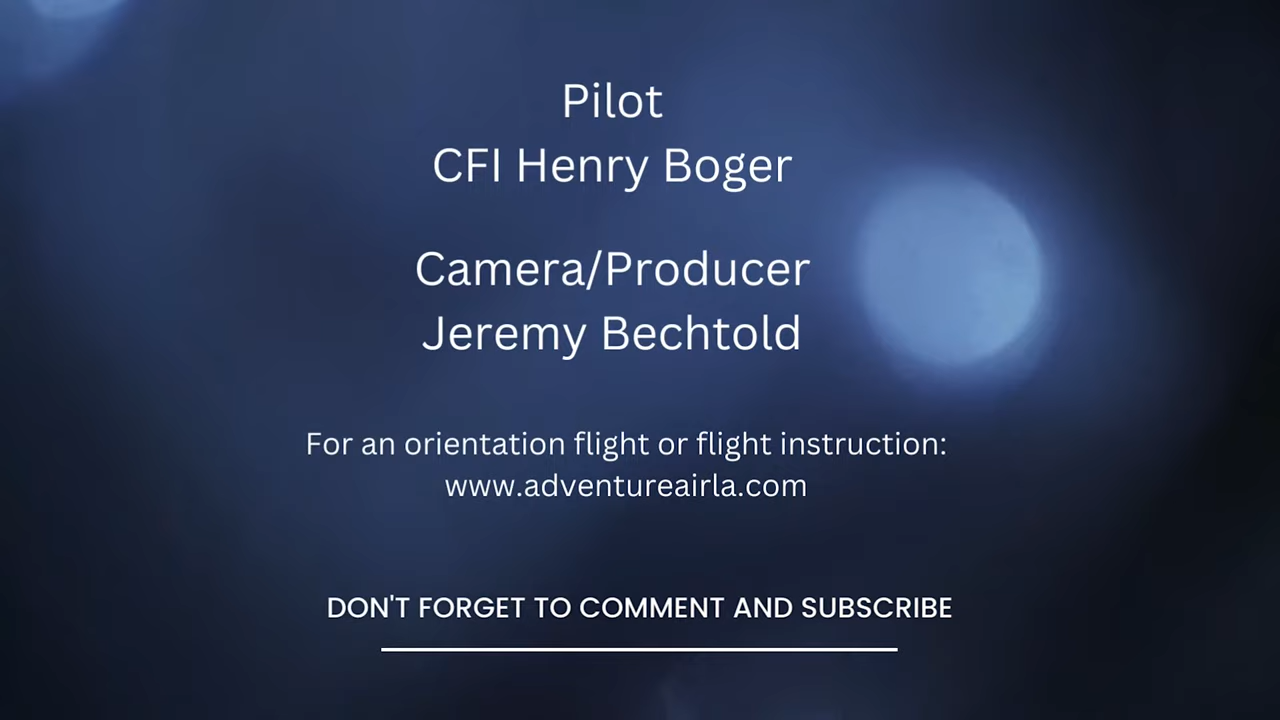 Pilot
CFI Henry Boger
Camera/Producer
Jeremy Bechtold
For an orientation flight or flight instruction:
www.adventureairla.com
DON'T FORGET TO COMMENT AND SUBSCRIBE